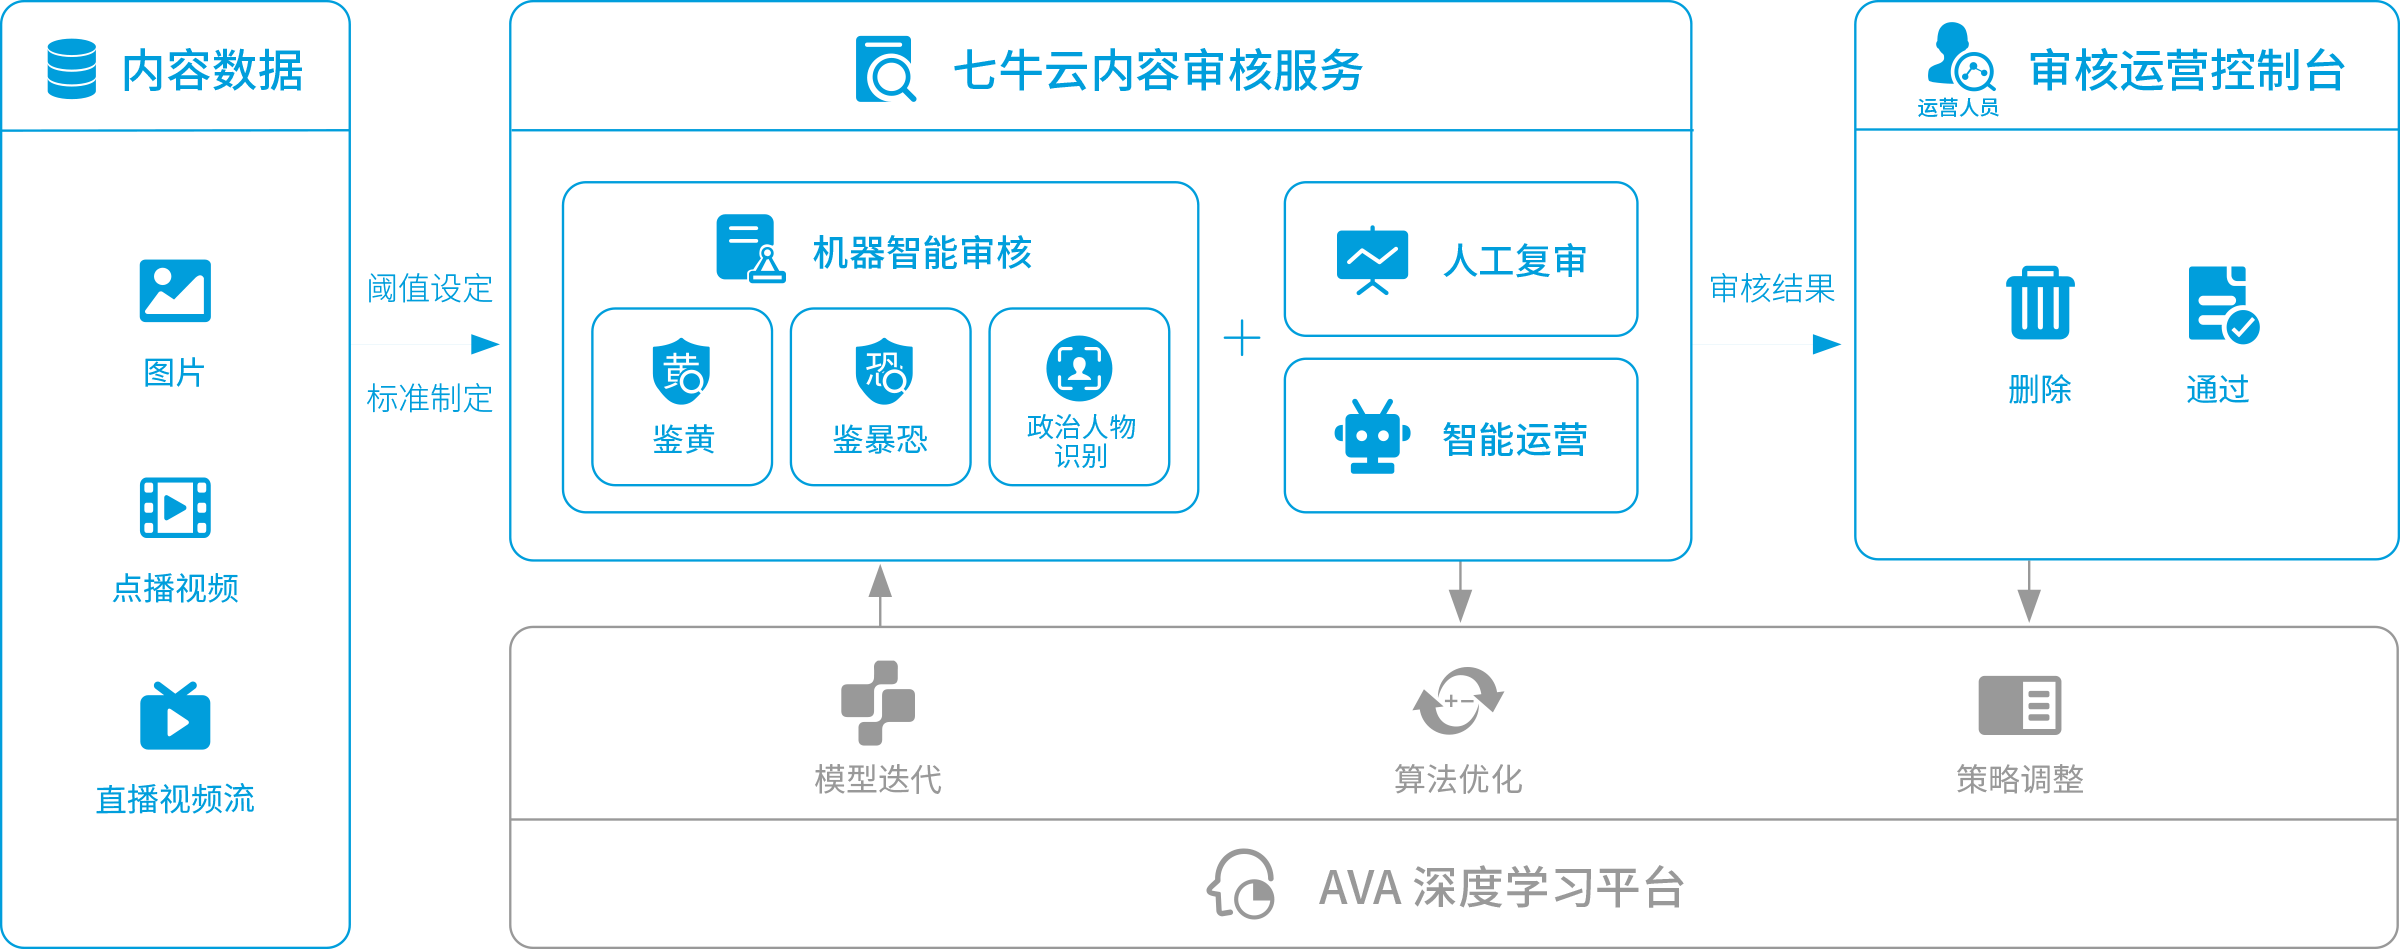 内容数据
图片
点播视频
直播视频流
阈值设定
标准制定
七牛云内容审核服务
机器智能审核
黄
鉴黄
恐
鉴暴恐
政治人物
识别
人工复审
智能运营
审核结果
运营人员
审核运营控制台
删除
通过
模型迭代
算法优化
策略调整
AVA 深度学习平台